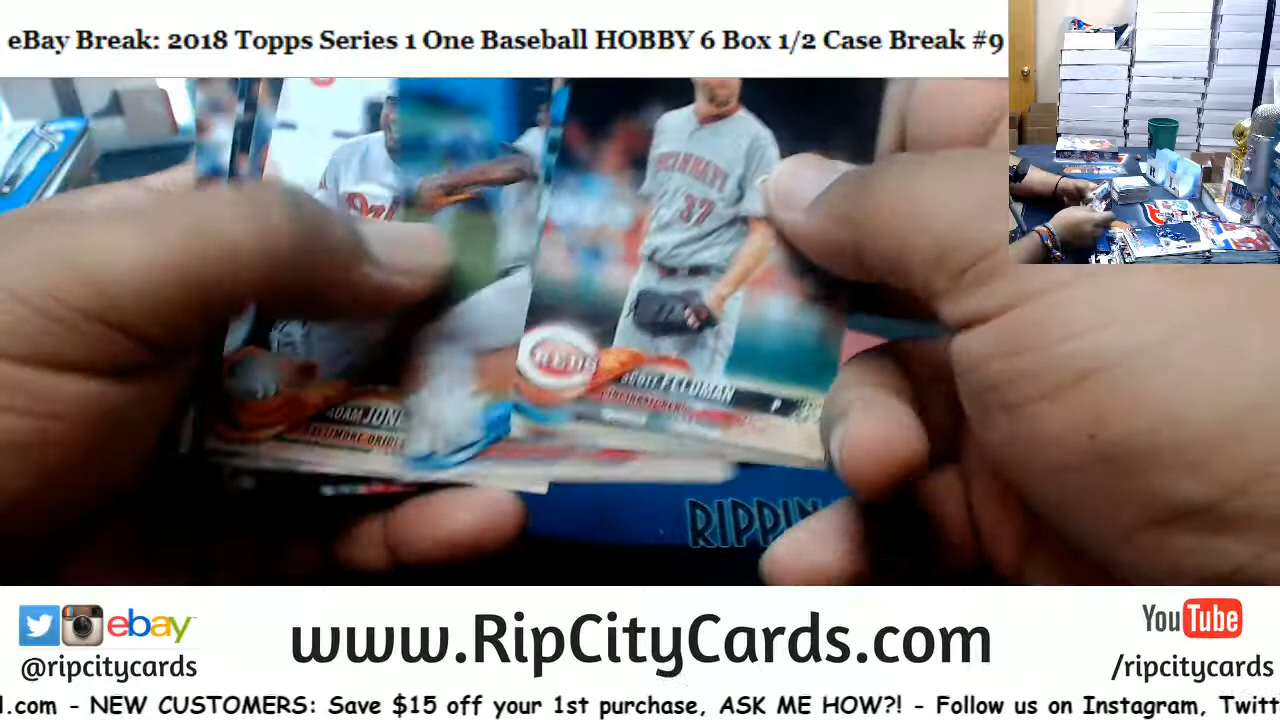 eBay Break: 2018 Topps Series 1 One Baseball HOBBY 6 Box 1/2 Case Break #9
CINCINNATI
37
REDS
SCOTT FELDMAN
P
ADAM JONES
BALTIMORE ORIOLES
RIPPIN
ebay
@ripcitycards
www.RipCityCards.com
YouTube
/ripcitycards
l.com - NEW CUSTOMERS: Save $15 off your 1st purchase, ASK ME HOW?! - Follow us on Instagram, Twitt